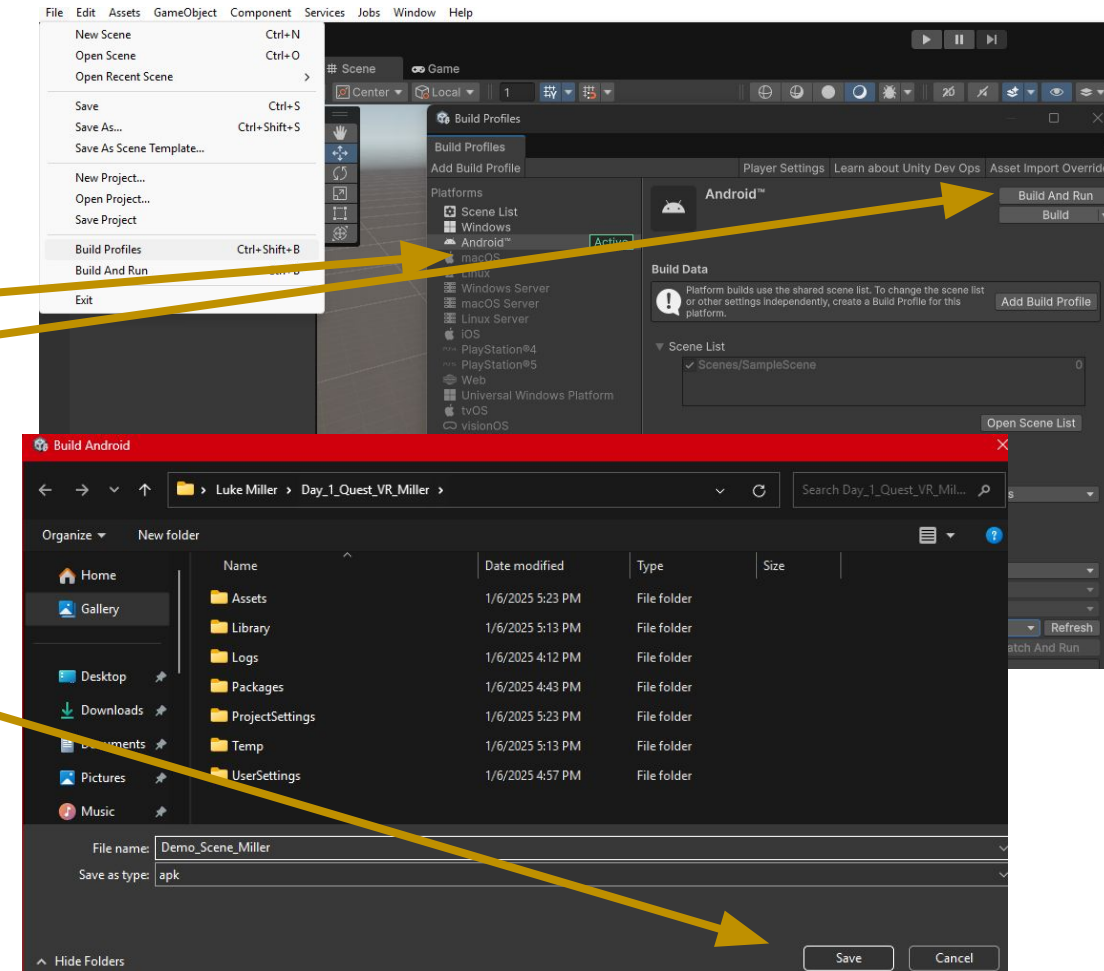 File Edit Assets GameObject Component Services Jobs Window Help
New Scene Ctrl+N
Open Scene Ctrl+O
Open Recent Scene >
Save Ctrl+S
Save As... Ctrl+Shift+S
Save As Scene Template...
New Project...
Open Project...
Save Project
Build Profiles Ctrl+Shift+B
Build And Run
Exit
# Scene Game
Center Local 1 2D
Build Profiles
Build Profiles
Add Build Profile Player Settings Learn about Unity Dev Ops Asset Import Overrid
Platforms
Scene List
Windows
Android™ Active
macOS
Linux
Windows Server
macOS Server
Linux Server
iOS
PlayStation®4
PlayStation®5
Web
Universal Windows Platform
tvOS
visionOS
Android™
Build And Run
Build
Build Data
Platform builds use the shared scene list. To change the scene list
or other settings independently, create a Build Profile for this
platform.
Add Build Profile
Scene List
Scenes/SampleScene 0
Open Scene List
s
Refresh
atch And Run
Build Android
Luke Miller > Day_1_Quest_VR_Miller >
Search Day_1_Quest_VR_Mil...
Organize New folder
Home
Gallery
Desktop
Downloads
Documents
Pictures
Music
Name Date modified Type Size
Assets 1/6/2025 5:23 PM File folder
Library 1/6/2025 5:13 PM File folder
Logs 1/6/2025 4:12 PM File folder
Packages 1/6/2025 4:43 PM File folder
ProjectSettings 1/6/2025 5:23 PM File folder
Temp 1/6/2025 5:13 PM File folder
UserSettings 1/6/2025 4:57 PM File folder
File name: Demo_Scene_Miller
Save as type: apk
Hide Folders
Save Cancel